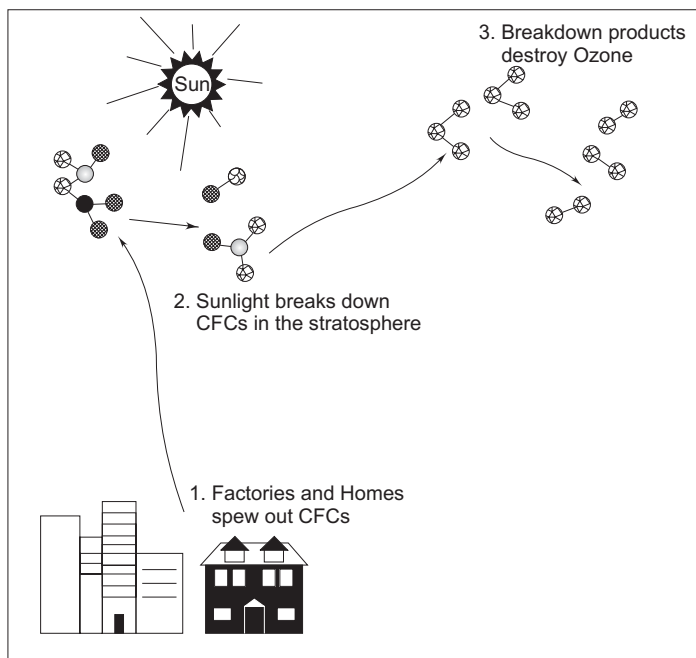 3. Breakdown products
destroy Ozone
Sun
2. Sunlight breaks down
CFCs in the stratosphere
1. Factories and Homes
spew out CFCs